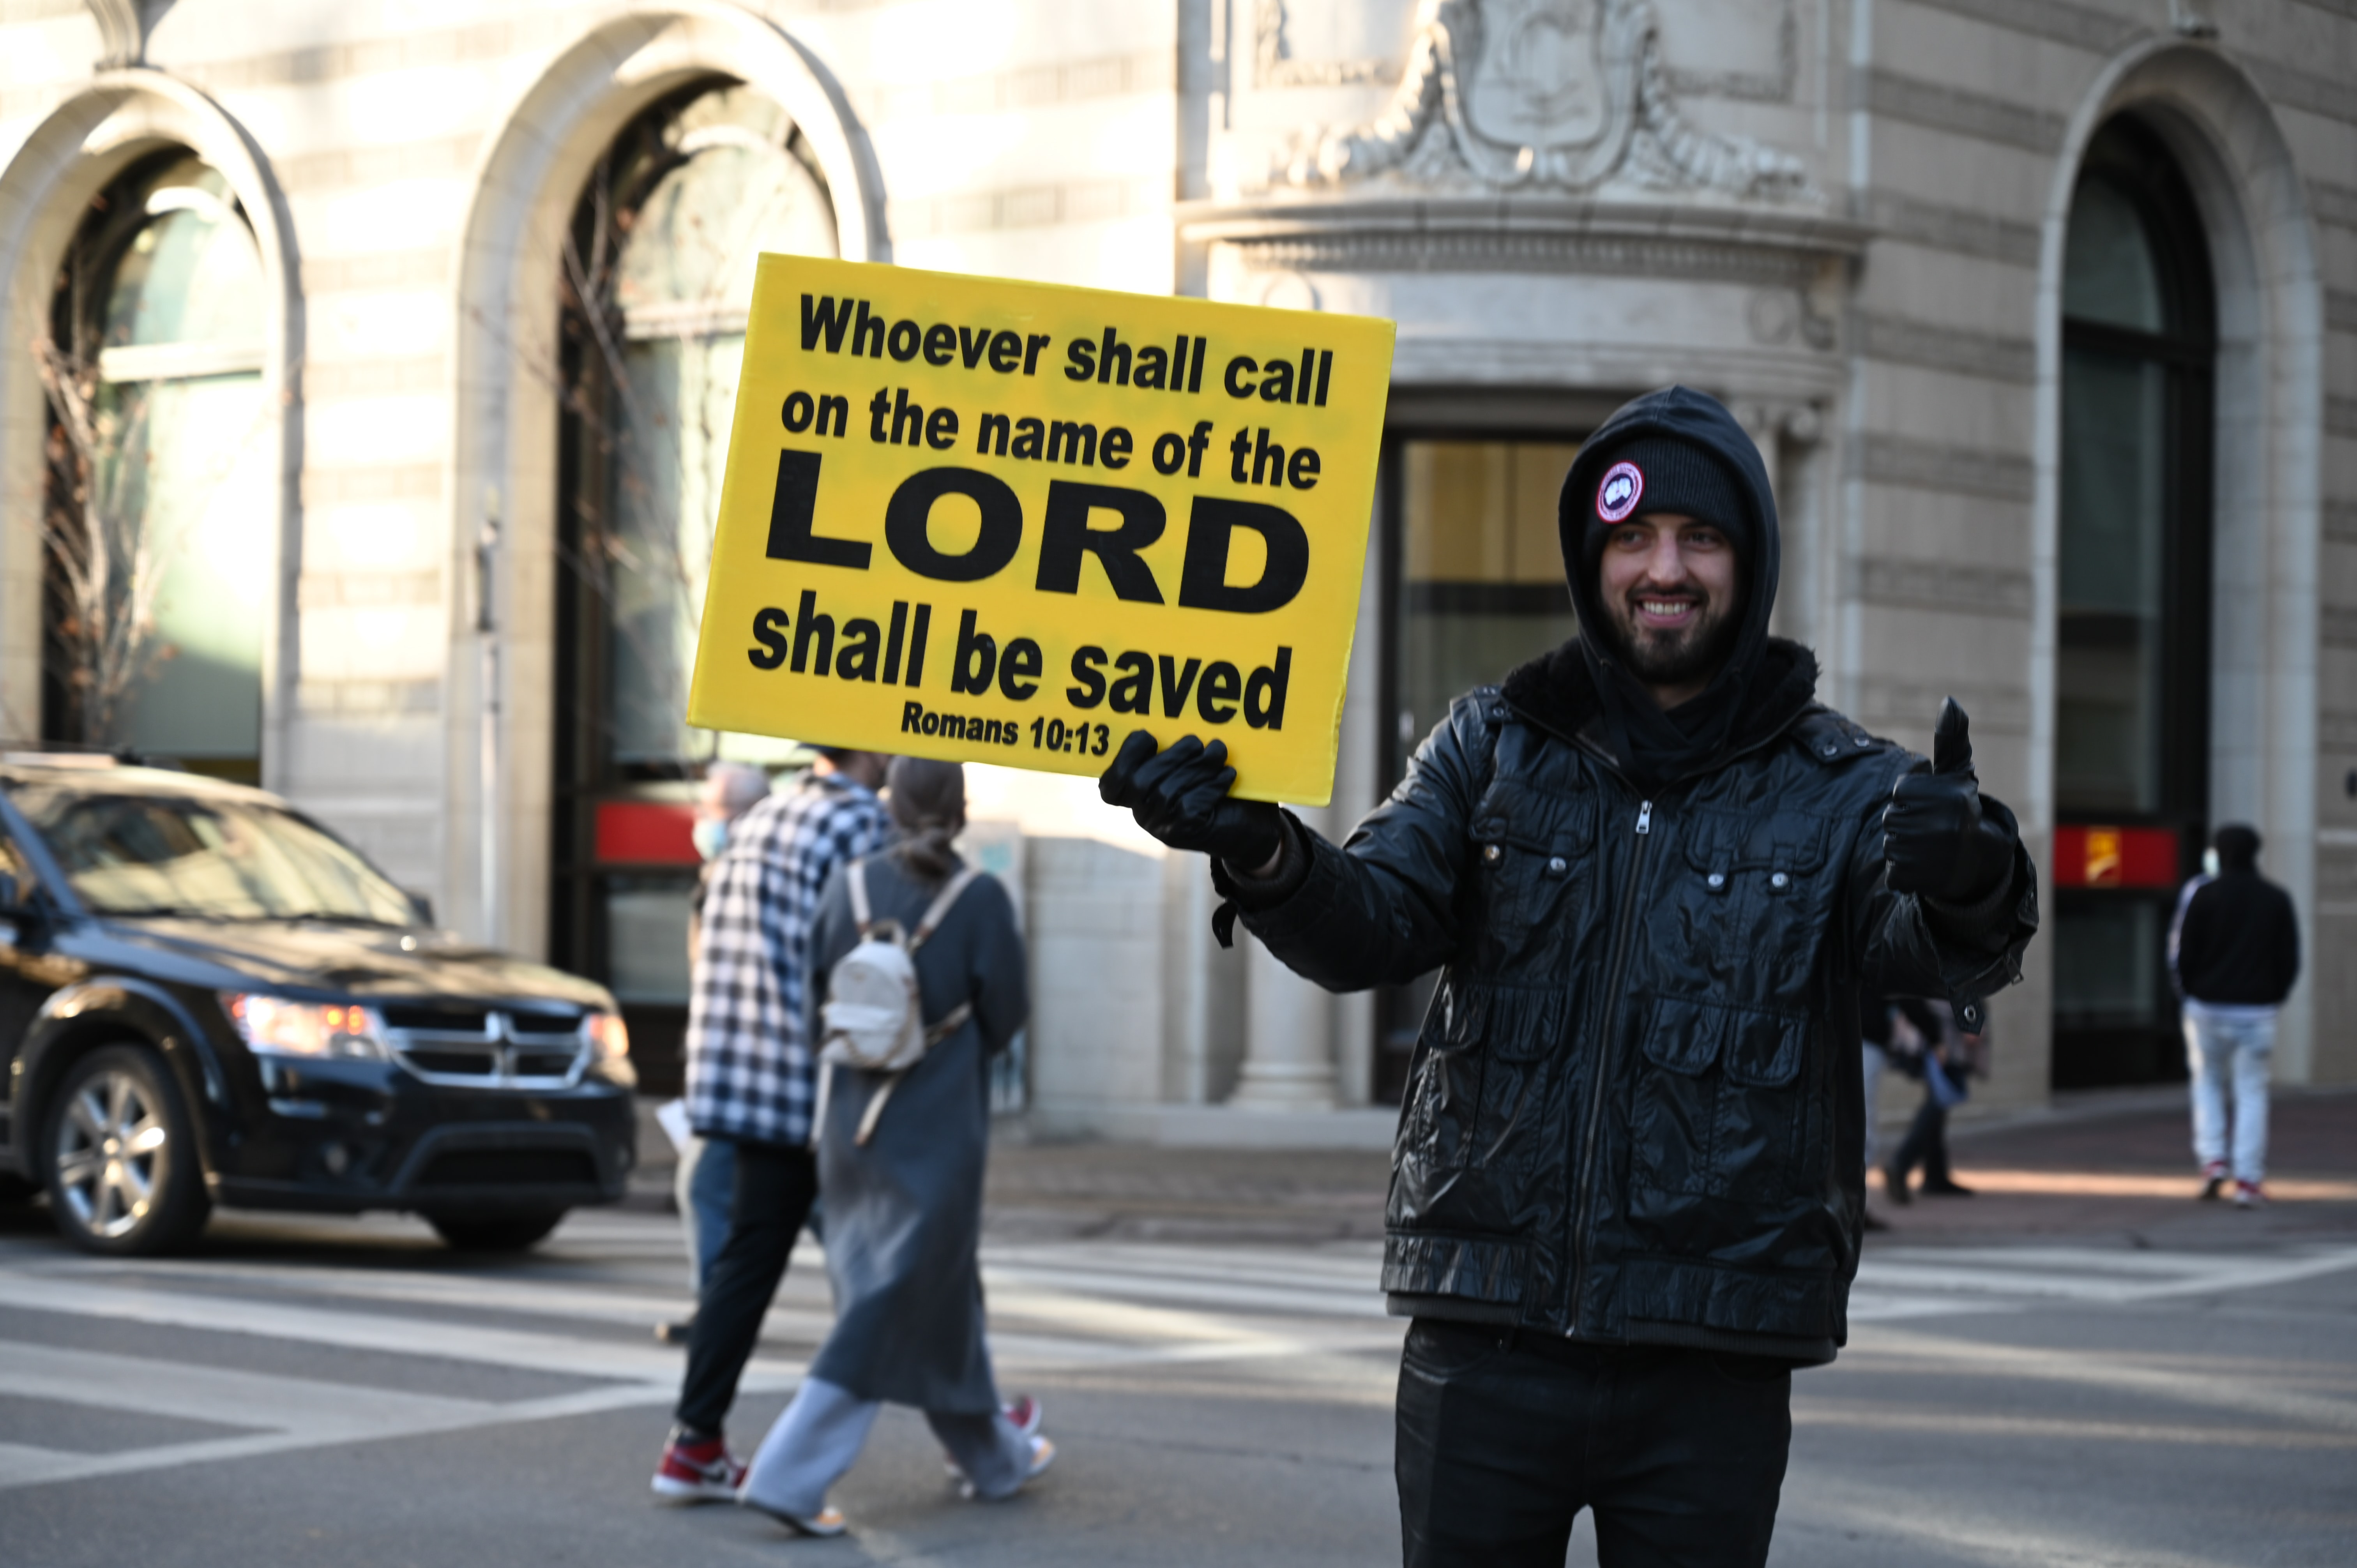 Whoever shall call
on the name of the
LORD
shall be saved
Romans 10:13